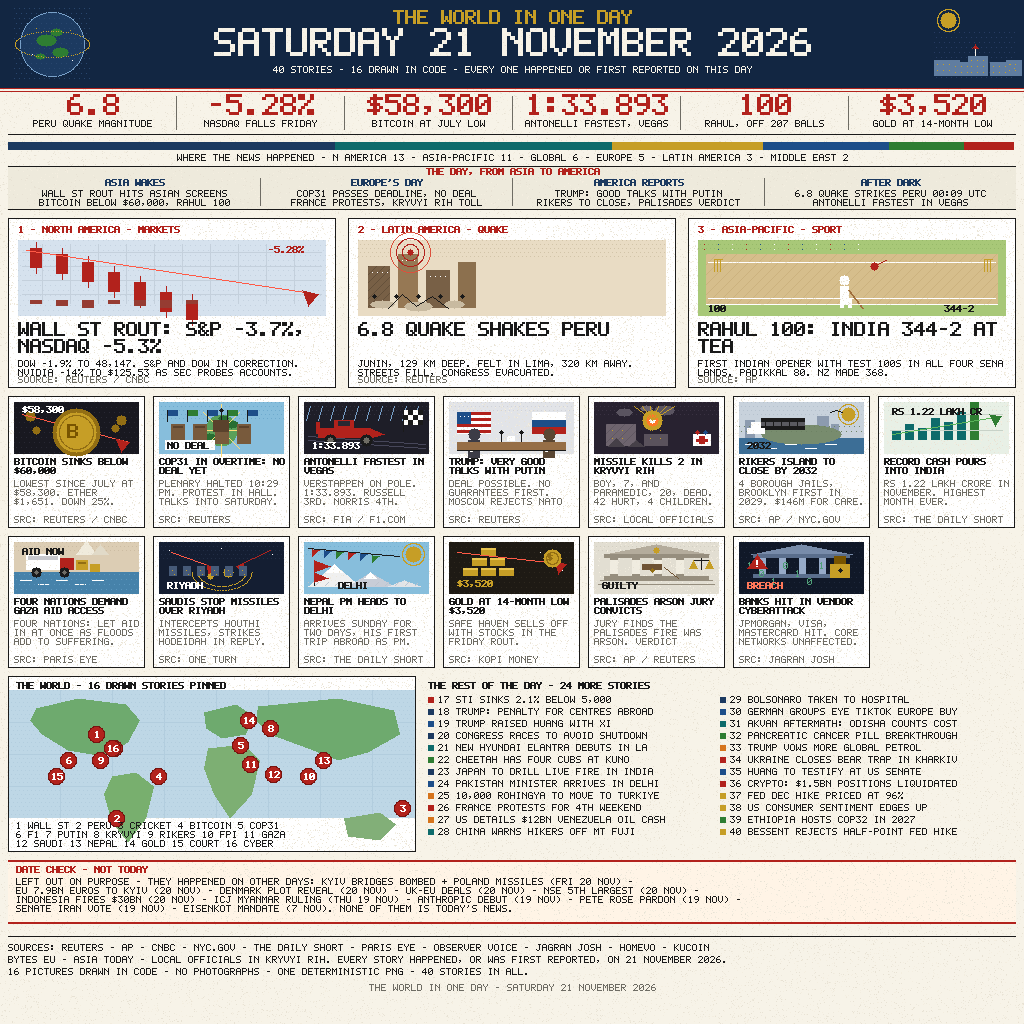 THE WORLD IN ONE DAY
SATURDAY 21 NOVEMBER 2026
40 STORIES - 16 DRAWN IN CODE - EVERY ONE HAPPENED OR FIRST REPORTED ON THIS DAY
6.8
PERU QUAKE MAGNITUDE
-5.28%
NASDAQ FALLS FRIDAY
$58,300
BITCOIN AT JULY LOW
1:33.893
ANTONELLI FASTEST, VEGAS
100
RAHUL, OFF 207 BALLS
$3,520
GOLD AT 14-MONTH LOW
WHERE THE NEWS HAPPENED - N AMERICA 13 - ASIA-PACIFIC 11 - GLOBAL 6 - EUROPE 5 - LATIN AMERICA 3 - MIDDLE EAST 2
THE DAY, FROM ASIA TO AMERICA
ASIA WAKES
WALL ST ROUT HITS ASIAN SCREENS
BITCOIN BELOW $60,000, RAHUL 100
EUROPE'S DAY
COP31 PASSES DEADLINE, NO DEAL
FRANCE PROTESTS, KRYVYI RIH TOLL
AMERICA REPORTS
TRUMP: GOOD TALKS WITH PUTIN
RIKERS TO CLOSE, PALISADES VERDICT
AFTER DARK
6.8 QUAKE STRIKES PERU 00:09 UTC
ANTONELLI FASTEST IN VEGAS
1 - NORTH AMERICA - MARKETS
-5.28%
WALL ST ROUT: S&P -3.7%,
NASDAQ -5.3%
DOW -1.9% TO 48,147. S&P AND DOW IN CORRECTION.
NVIDIA -14% TO $125.53 AS SEC PROBES ACCOUNTS.
SOURCE: REUTERS / CNBC
2 - LATIN AMERICA - QUAKE
6.8 QUAKE SHAKES PERU
JUNIN, 129 KM DEEP. FELT IN LIMA, 320 KM AWAY.
STREETS FILL, CONGRESS EVACUATED.
SOURCE: REUTERS
3 - ASIA-PACIFIC - SPORT
100
344-2
RAHUL 100: INDIA 344-2 AT
TEA
FIRST INDIAN OPENER WITH TEST 100S IN ALL FOUR SENA
LANDS. PADIKKAL 80. NZ MADE 368.
SOURCE: AP
$58,300
B
BITCOIN SINKS BELOW
$60,000
LOWEST SINCE JULY AT
$58,300. ETHER
$1,651. DOWN 25%.
SRC: REUTERS / CNBC
NO DEAL
COP31 IN OVERTIME: NO
DEAL YET
PLENARY HALTED 10:29
PM. PROTEST IN HALL.
TALKS INTO SATURDAY.
SRC: REUTERS
1:33.893
ANTONELLI FASTEST IN
VEGAS
VERSTAPPEN ON POLE.
1:33.893. RUSSELL
3RD. NORRIS 4TH.
SRC: FIA / F1.COM
TRUMP: VERY GOOD
TALKS WITH PUTIN
DEAL POSSIBLE. NO
GUARANTEES FIRST.
MOSCOW REJECTS NATO
SRC: REUTERS
MISSILE KILLS 2 IN
KRYVYI RIH
BOY, 7, AND
PARAMEDIC, 20, DEAD.
42 HURT, 4 CHILDREN.
SRC: LOCAL OFFICIALS
2032
RIKERS ISLAND TO
CLOSE BY 2032
4 BOROUGH JAILS,
BROOKLYN FIRST IN
2029. $146M FOR CARE.
SRC: AP / NYC.GOV
RS 1.22 LAKH CR
RECORD CASH POURS
INTO INDIA
RS 1.22 LAKH CRORE IN
NOVEMBER. HIGHEST
MONTH EVER.
SRC: THE DAILY SHORT
AID NOW
FOUR NATIONS DEMAND
GAZA AID ACCESS
FOUR NATIONS: LET AID
IN AT ONCE AS FLOODS
ADD TO SUFFERING.
SRC: PARIS EYE
RIYADH
SAUDIS STOP MISSILES
OVER RIYADH
INTERCEPTS HOUTHI
MISSILES, STRIKES
HODEIDAH IN REPLY.
SRC: ONE TURN
DELHI
NEPAL PM HEADS TO
DELHI
ARRIVES SUNDAY FOR
TWO DAYS, HIS FIRST
TRIP ABROAD AS PM.
SRC: THE DAILY SHORT
$3,520
GOLD AT 14-MONTH LOW
$3,520
SAFE HAVEN SELLS OFF
WITH STOCKS IN THE
FRIDAY ROUT.
SRC: KOPI MONEY
GUILTY
PALISADES ARSON JURY
CONVICTS
JURY FINDS THE
PALISADES FIRE WAS
ARSON. VERDICT
SRC: AP / REUTERS
BREACH
BANKS HIT IN VENDOR
CYBERATTACK
JPMORGAN, VISA,
MASTERCARD HIT. CORE
NETWORKS UNAFFECTED.
SRC: JAGRAN JOSH
THE WORLD - 16 DRAWN STORIES PINNED
14
8
1
16
5
6
9
11
13
12
10
15
4
3
2
1 WALL ST 2 PERU 3 CRICKET 4 BITCOIN 5 COP31
6 F1 7 PUTIN 8 KRYVYI 9 RIKERS 10 FPI 11 GAZA
12 SAUDI 13 NEPAL 14 GOLD 15 COURT 16 CYBER
THE REST OF THE DAY - 24 MORE STORIES
17 STI SINKS 2.1% BELOW 5,000
18 TRUMP: PENALTY FOR CENTRES ABROAD
19 TRUMP RAISED HUANG WITH XI
20 CONGRESS RACES TO AVOID SHUTDOWN
21 NEW HYUNDAI ELANTRA DEBUTS IN LA
22 CHEETAH HAS FOUR CUBS AT KUNO
23 JAPAN TO DRILL LIVE FIRE IN INDIA
24 PAKISTAN MINISTER ARRIVES IN DELHI
25 10,000 ROHINGYA TO MOVE TO TURKIYE
26 FRANCE PROTESTS FOR 4TH WEEKEND
27 US DETAILS $12BN VENEZUELA OIL CASH
28 CHINA WARNS HIKERS OFF MT FUJI
29 BOLSONARO TAKEN TO HOSPITAL
30 GERMAN GROUPS EYE TIKTOK EUROPE BUY
31 AKVAN AFTERMATH: ODISHA COUNTS COST
32 PANCREATIC CANCER PILL BREAKTHROUGH
33 TRUMP VOWS MORE GLOBAL PETROL
34 UKRAINE CLOSES BEAR TRAP IN KHARKIV
35 HUANG TO TESTIFY AT US SENATE
36 CRYPTO: $1.5BN POSITIONS LIQUIDATED
37 FED DEC HIKE PRICED AT 96%
38 US CONSUMER SENTIMENT EDGES UP
39 ETHIOPIA HOSTS COP32 IN 2027
40 BESSENT REJECTS HALF-POINT FED HIKE
DATE CHECK - NOT TODAY
LEFT OUT ON PURPOSE - THEY HAPPENED ON OTHER DAYS: KYIV BRIDGES BOMBED + POLAND MISSILES (FRI 20 NOV) -
EU 7.9BN EUROS TO KYIV (20 NOV) - DENMARK PLOT REVEAL (20 NOV) - UK-EU DEALS (20 NOV) - NSE 5TH LARGEST (20 NOV) -
INDONESIA FIRES $30BN (20 NOV) - ICJ MYANMAR RULING (THU 19 NOV) - ANTHROPIC DEBUT (19 NOV) - PETE ROSE PARDON (19 NOV) -
SENATE IRAN VOTE (19 NOV) - EISENKOT MANDATE (7 NOV). NONE OF THEM IS TODAY'S NEWS.
SOURCES: REUTERS - AP - CNBC - NYC.GOV - THE DAILY SHORT - PARIS EYE - OBSERVER VOICE - JAGRAN JOSH - HOMEVO - KUCOIN
BYTES EU - ASIA TODAY - LOCAL OFFICIALS IN KRYVYI RIH. EVERY STORY HAPPENED, OR WAS FIRST REPORTED, ON 21 NOVEMBER 2026.
16 PICTURES DRAWN IN CODE - NO PHOTOGRAPHS - ONE DETERMINISTIC PNG - 40 STORIES IN ALL.
THE WORLD IN ONE DAY - SATURDAY 21 NOVEMBER 2026